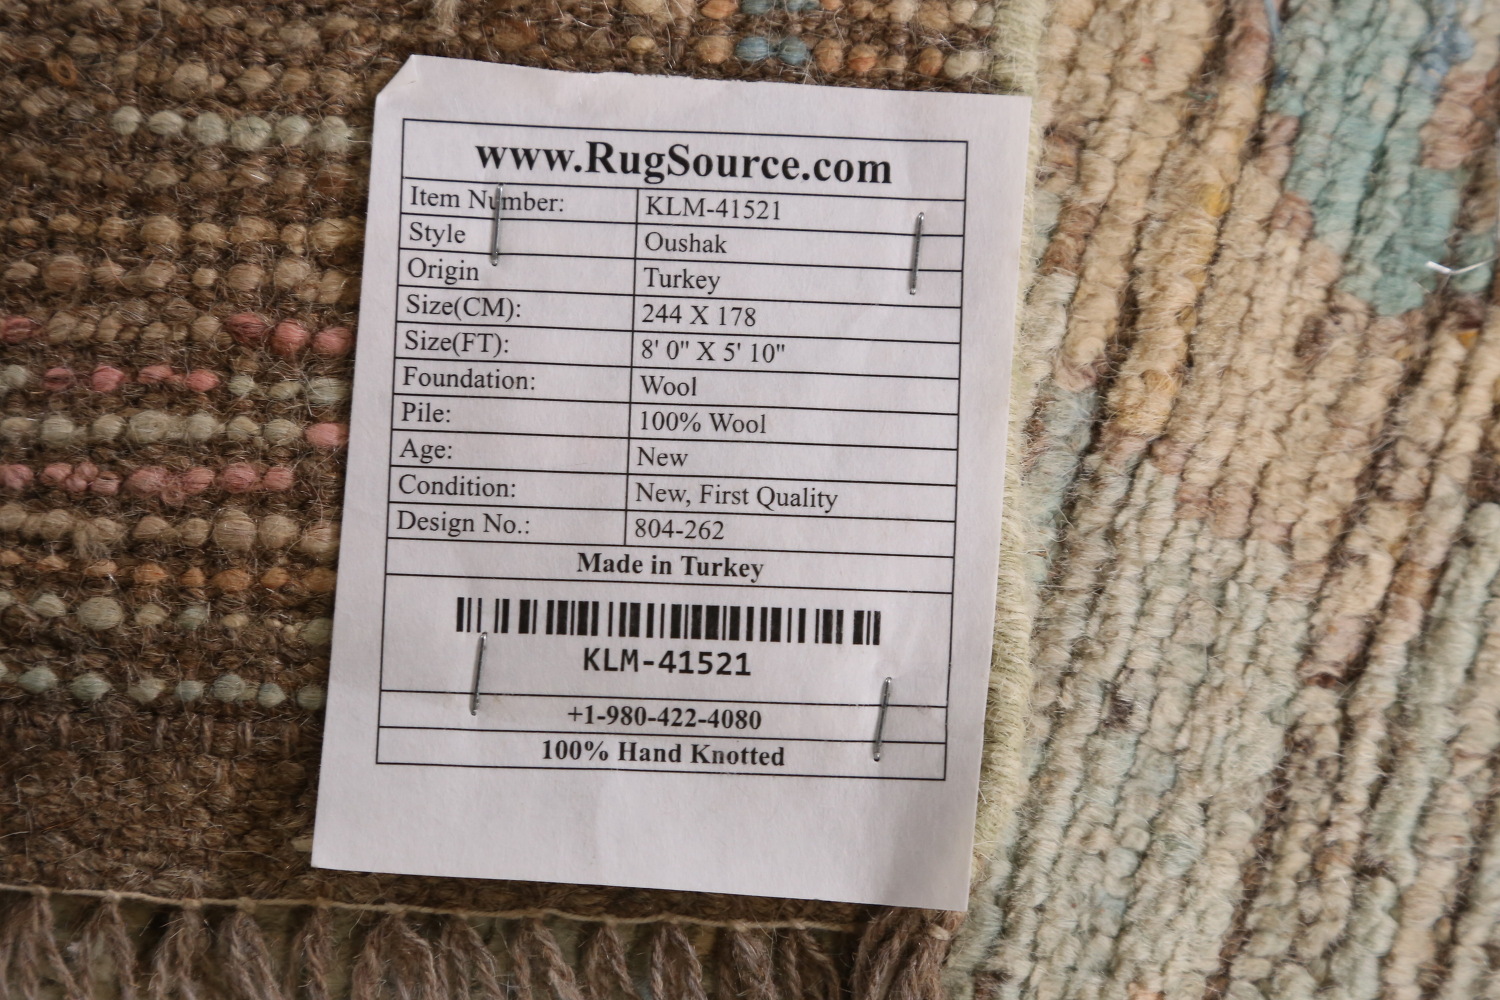 www.RugSource.com
Item Number: KLM-41521
Style Oushak
Origin Turkey
Size(CM): 244 X 178
Size(FT): 8' 0" X 5' 10"
Foundation: Wool
Pile: 100% Wool
Age: New
Condition: New, First Quality
Design No.: 804-262
Made in Turkey
KLM-41521
+1-980-422-4080
100% Hand Knotted